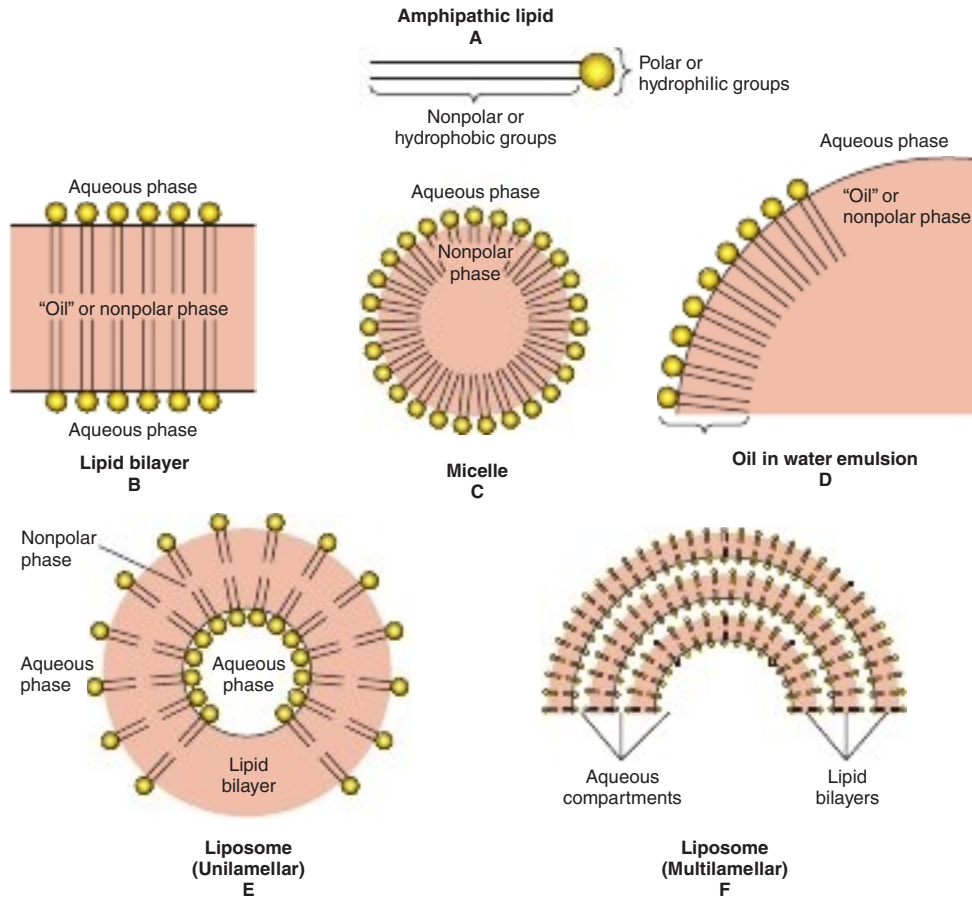 Amphipathic lipid
A
Polar or
hydrophilic groups
Nonpolar or
hydrophobic groups
Aqueous phase
"Oil" or nonpolar phase
Aqueous phase
Lipid bilayer
B
Aqueous phase
Nonpolar
phase
Micelle
C
Aqueous phase
"Oil" or
nonpolar phase
Oil in water emulsion
D
Nonpolar
phase
Aqueous
phase
Aqueous
phase
Lipid
bilayer
Liposome
(Unilamellar)
E
Aqueous
compartments
Lipid
bilayers
Liposome
(Multilamellar)
F